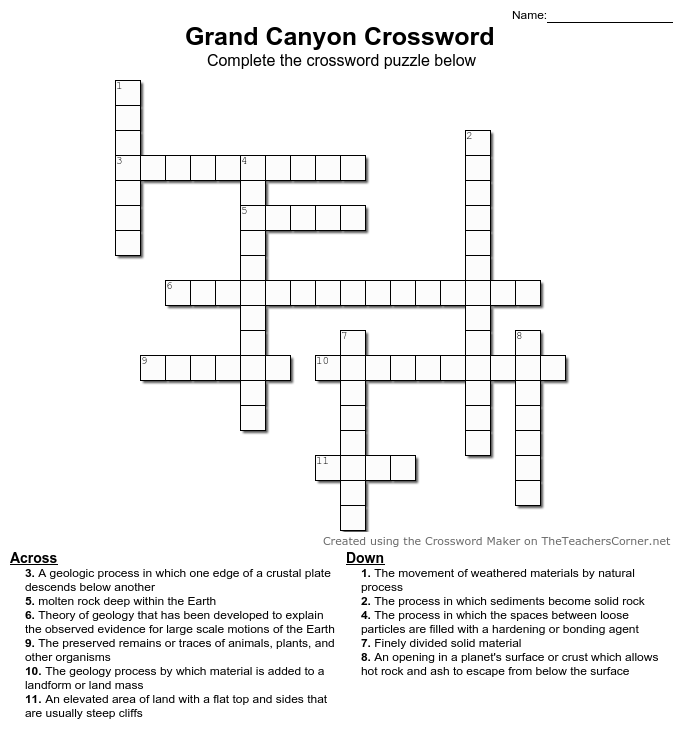 Name:
Grand Canyon Crossword
Complete the crossword puzzle below
1
2
3 4
5
6
7 8
9 10
11
Created using the Crossword Maker on TheTeachersCorner.net
Across
3. A geologic process in which one edge of a crustal plate
descends below another
5. molten rock deep within the Earth
6. Theory of geology that has been developed to explain
the observed evidence for large scale motions of the Earth
9. The preserved remains or traces of animals, plants, and
other organisms
10. The geology process by which material is added to a
landform or land mass
11. An elevated area of land with a flat top and sides that
are usually steep cliffs
Down
1. The movement of weathered materials by natural
process
2. The process in which sediments become solid rock
4. The process in which the spaces between loose
particles are filled with a hardening or bonding agent
7. Finely divided solid material
8. An opening in a planet's surface or crust which allows
hot rock and ash to escape from below the surface